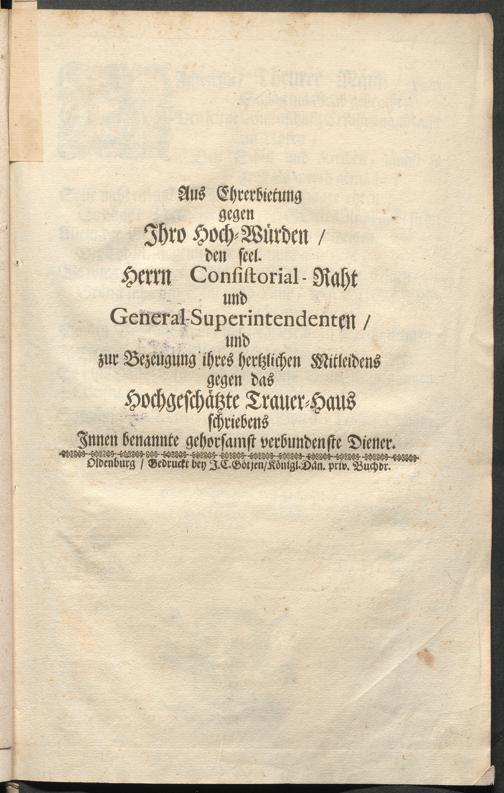 Aus Ehrerbietung
gegen
Ihro Hoch-Würden /
den seel.
Herrn Consistorial-Raht
und
General-Superintendenten /
und
zur Bezeugung ihres hertzlichen Mitleidens
gegen das
Hochgeschätzte Trauer-Haus
schriebens
Innen benannte gehorsamst verbundenste Diener.
Oldenburg / Gedruckt bey J.C.Götjen/Königl.Dän. priv. Buchdr.